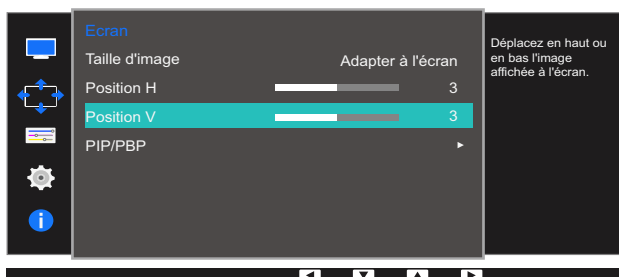 Ecran
Taille d'image Adapter à l'écran
Position H 3
Position V 3
PIP/PBP
Déplacez en haut ou
en bas l'image
affichée à l'écran.